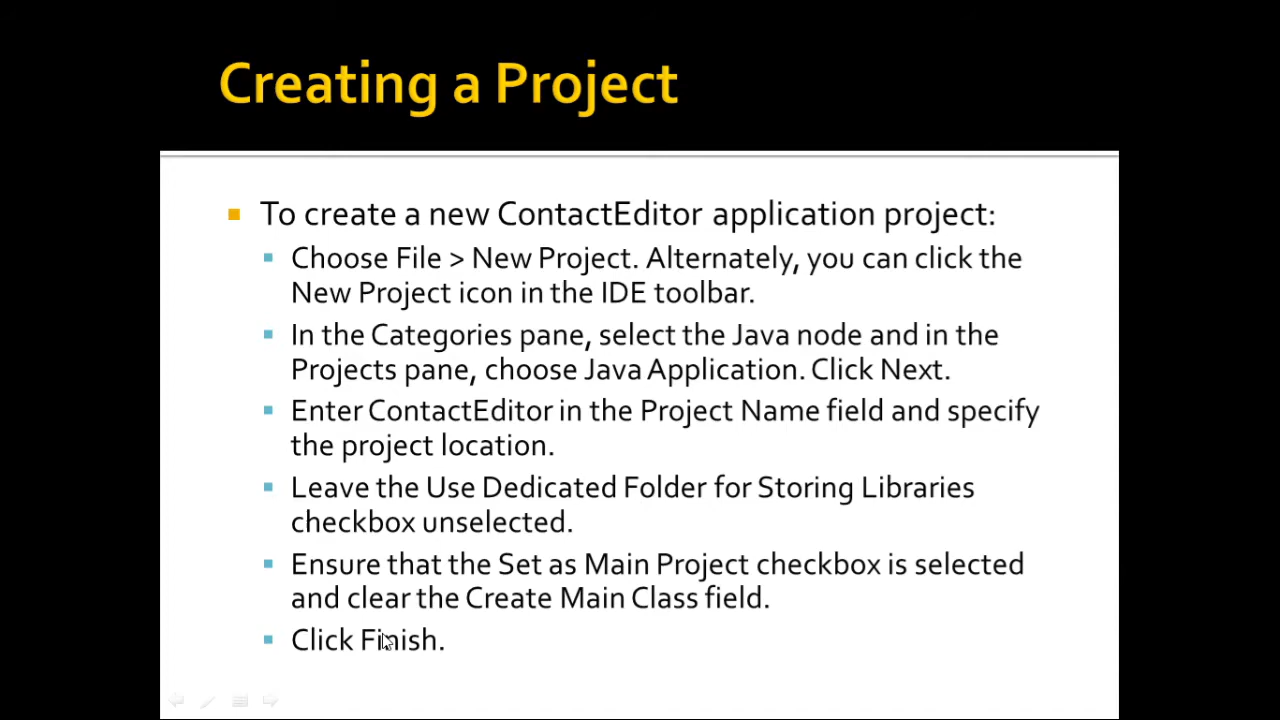 Creating a Project
To create a new ContactEditor application project:
Choose File > New Project. Alternately, you can click the
New Project icon in the IDE toolbar.
In the Categories pane, select the Java node and in the
Projects pane, choose Java Application. Click Next.
Enter ContactEditor in the Project Name field and specify
the project location.
Leave the Use Dedicated Folder for Storing Libraries
checkbox unselected.
Ensure that the Set as Main Project checkbox is selected
and clear the Create Main Class field.
Click Finish.